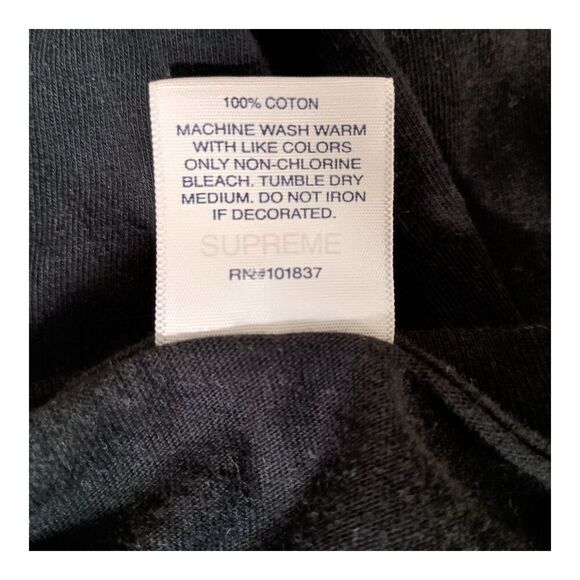 100% COTON
MACHINE WASH WARM
WITH LIKE COLORS
ONLY NON-CHLORINE
BLEACH. TUMBLE DRY
MEDIUM. DO NOT IRON
IF DECORATED.
SUPREME
RN#101837